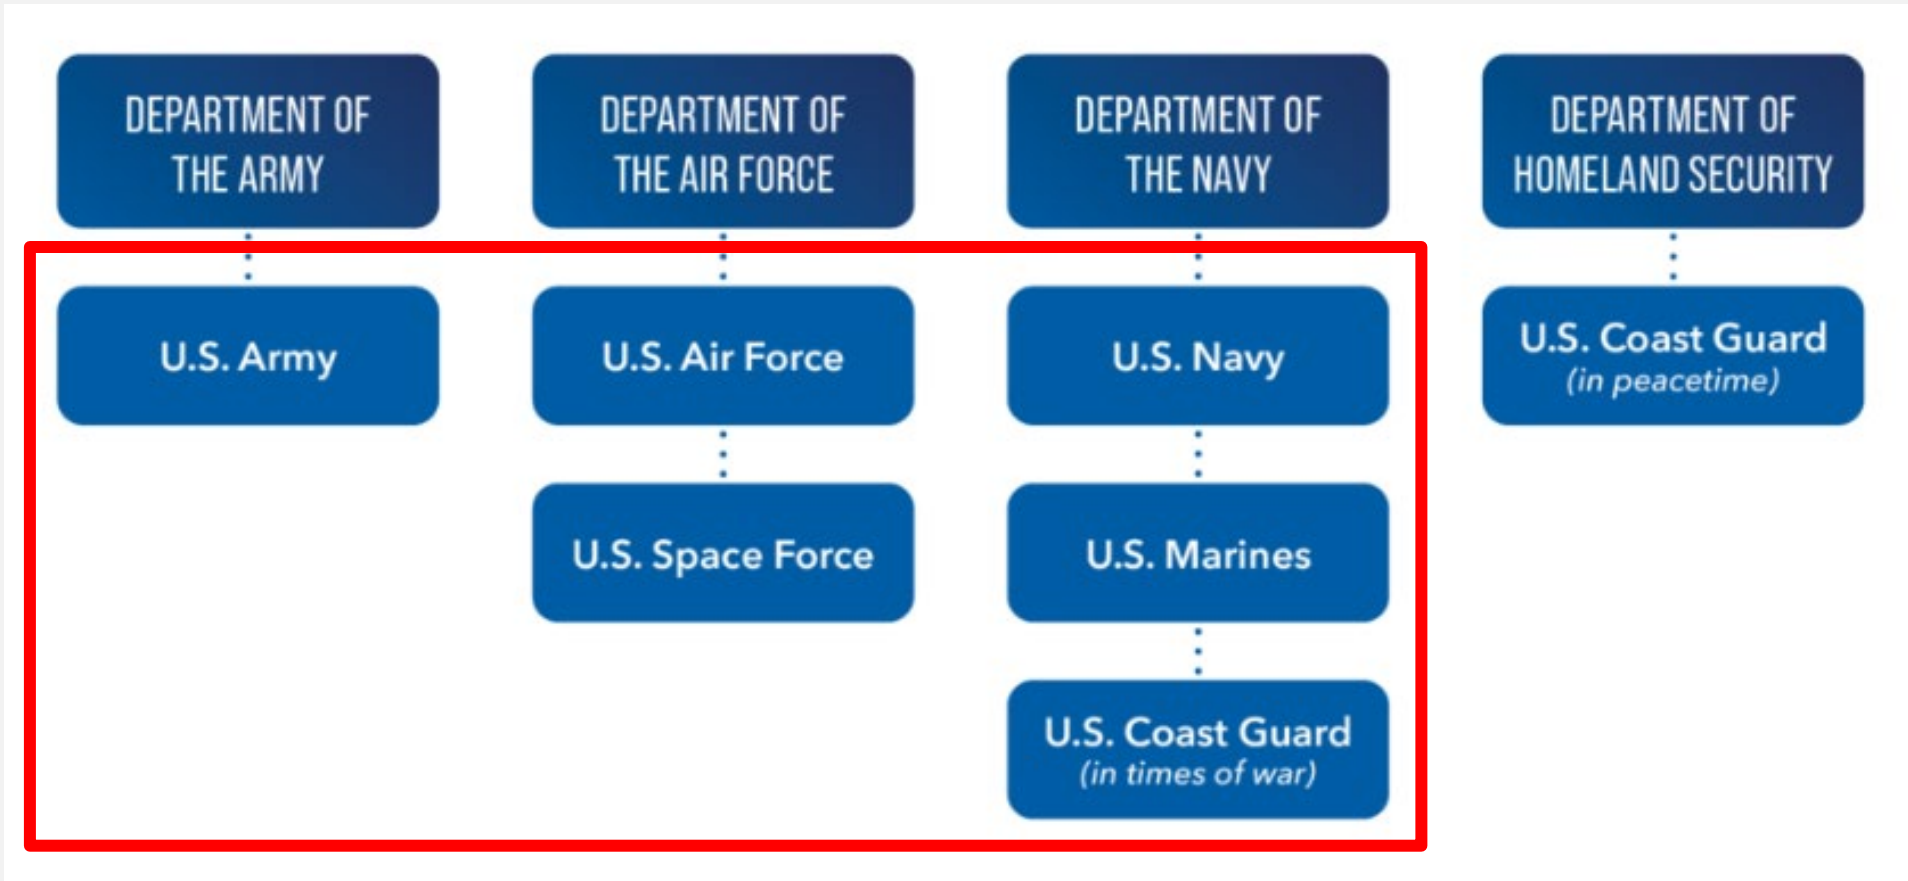 DEPARTMENT OF
THE ARMY
DEPARTMENT OF
THE AIR FORCE
DEPARTMENT OF
THE NAVY
DEPARTMENT OF
HOMELAND SECURITY
U.S. Army
U.S. Air Force
U.S. Navy
U.S. Coast Guard
(in peacetime)
U.S. Space Force
U.S. Marines
U.S. Coast Guard
(in times of war)